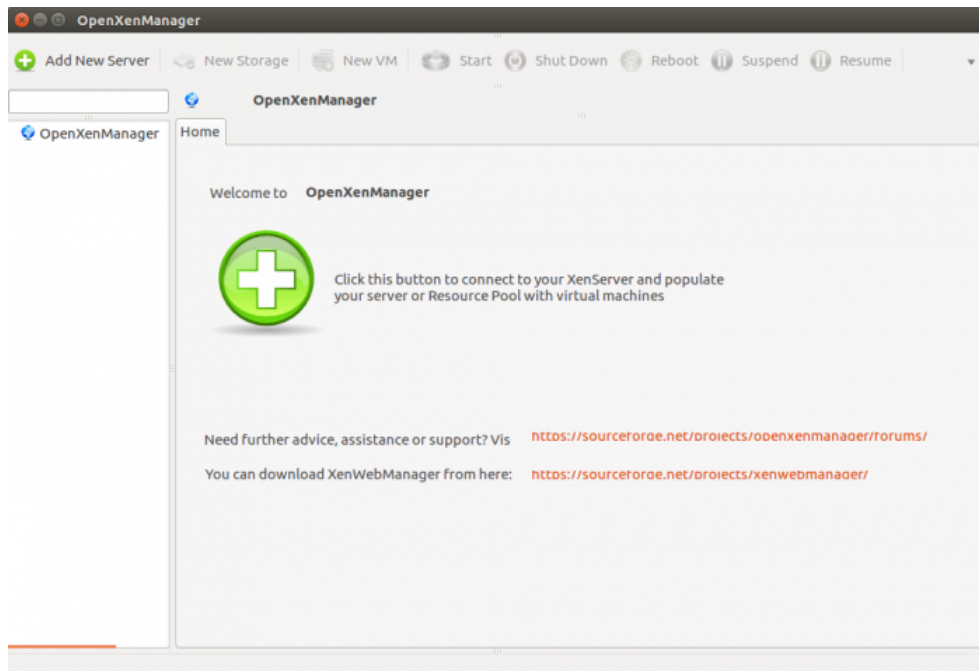 OpenXenManager
Add New Server New Storage New VM Start Shut Down Reboot Suspend Resume
OpenXenManager
OpenXenManager
Home
Welcome to OpenXenManager
Click this button to connect to your XenServer and populate
your server or Resource Pool with virtual machines
Need further advice, assistance or support? Vis https://sourceforge.net/projects/openxenmanager/forums/
You can download XenWebManager from here: https://sourceforge.net/projects/xenwebmanager/